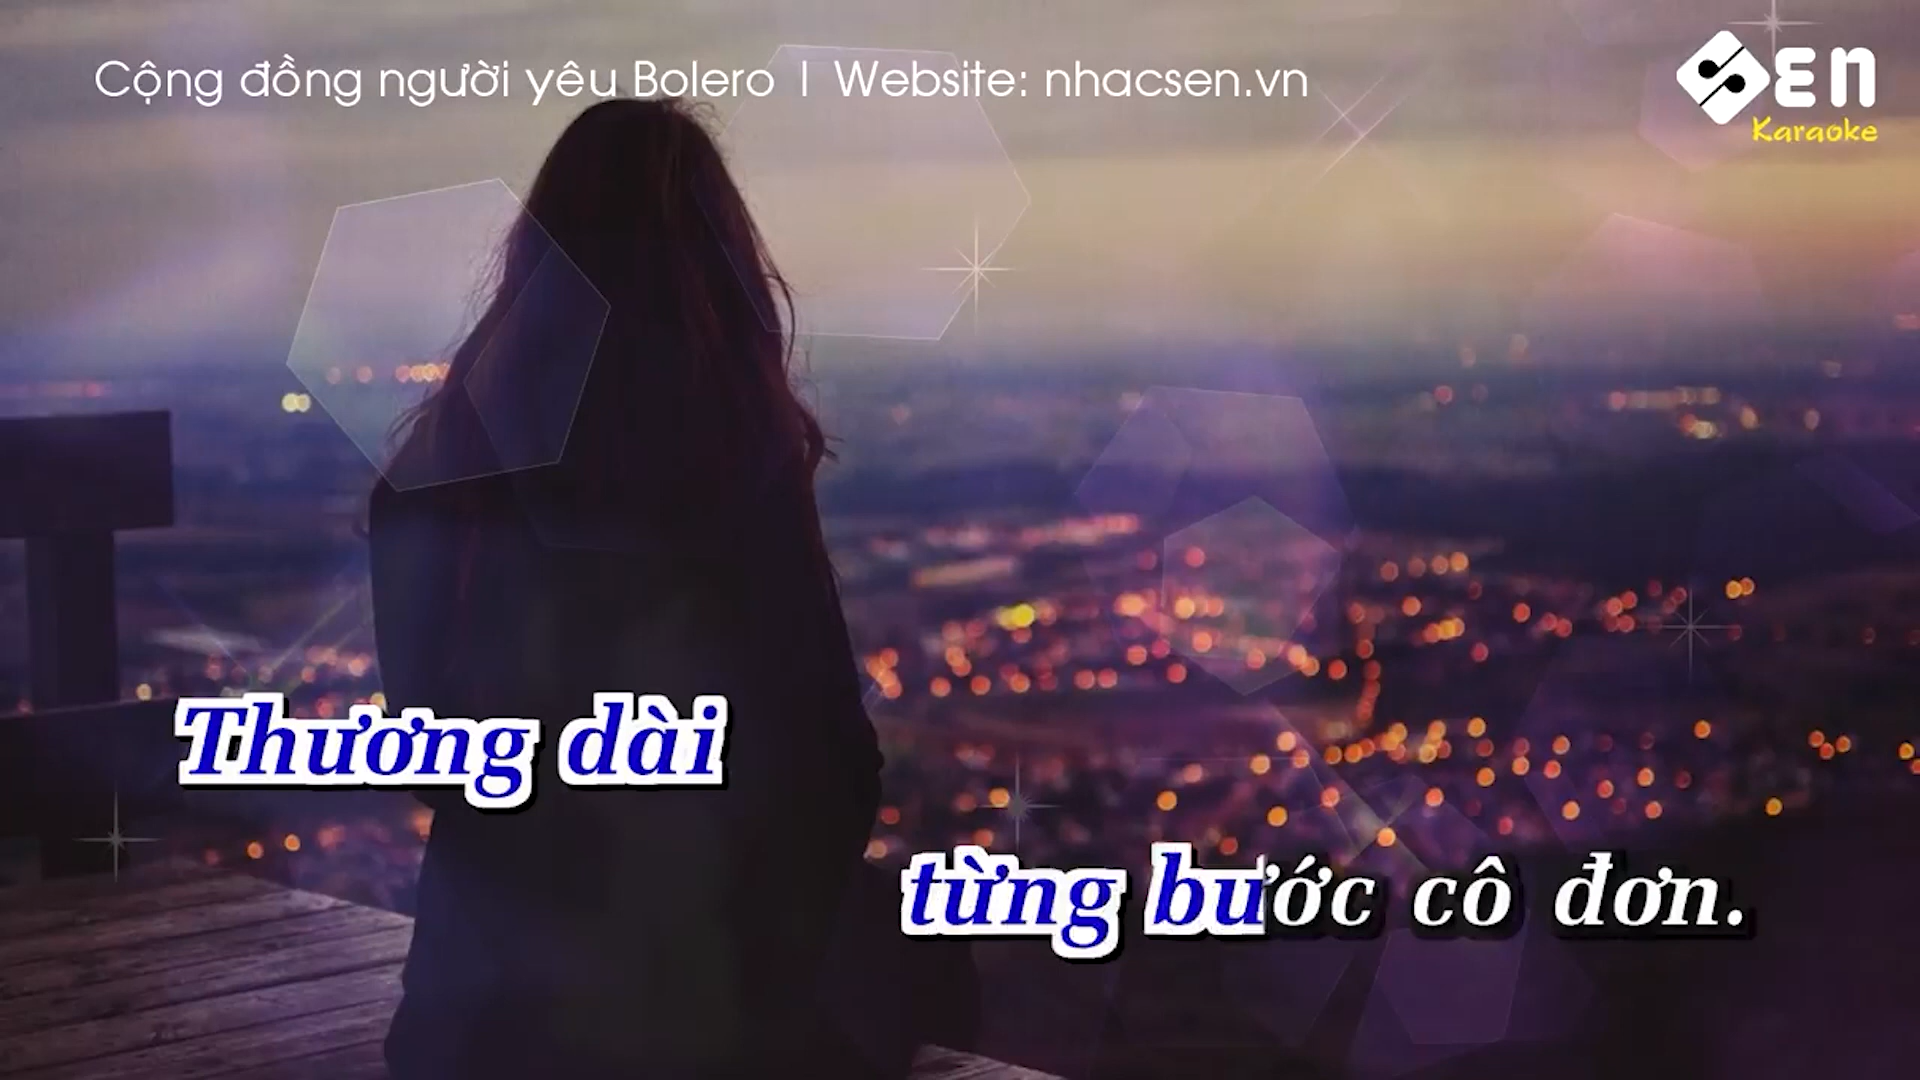 Cộng đồng người yêu Bolero | Website: nhacsen.vn
Sen
Karaoke
Thương dài
từng bước cô đơn.